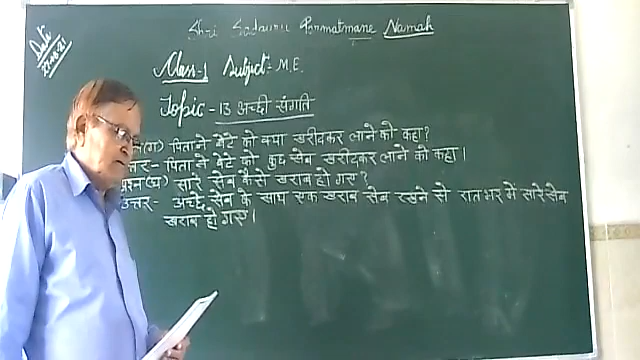 Shri Sadguru Parmatmane Namah
Date
Class-1 Subject:- M.E.
Topic - 13 अच्छी संगति
(ग) पिता ने बेटे को क्या खरीदकर लाने को कहा?
उत्तर- पिता ने बेटे को कुछ सेब खरीदकर लाने को कहा।
प्रश्न(घ) सारे सेब कैसे खराब हो गए?
उत्तर- अच्छे सेब के साथ एक खराब सेब रखने से रातभर में सारे सेब
खराब हो गए।